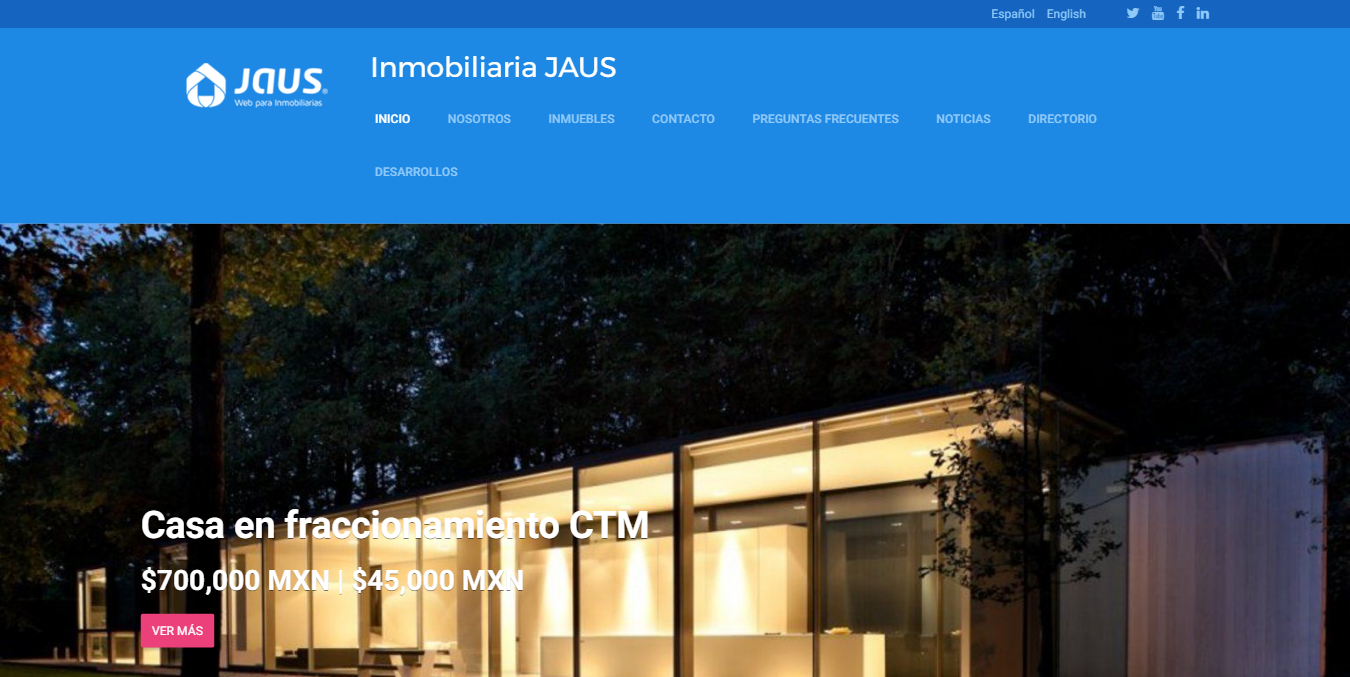 Español English
JAUS®
Web para Inmobiliarias
Inmobiliaria JAUS
INICIO NOSOTROS INMUEBLES CONTACTO PREGUNTAS FRECUENTES NOTICIAS DIRECTORIO
DESARROLLOS
Casa en fraccionamiento CTM
$700,000 MXN | $45,000 MXN
VER MÁS